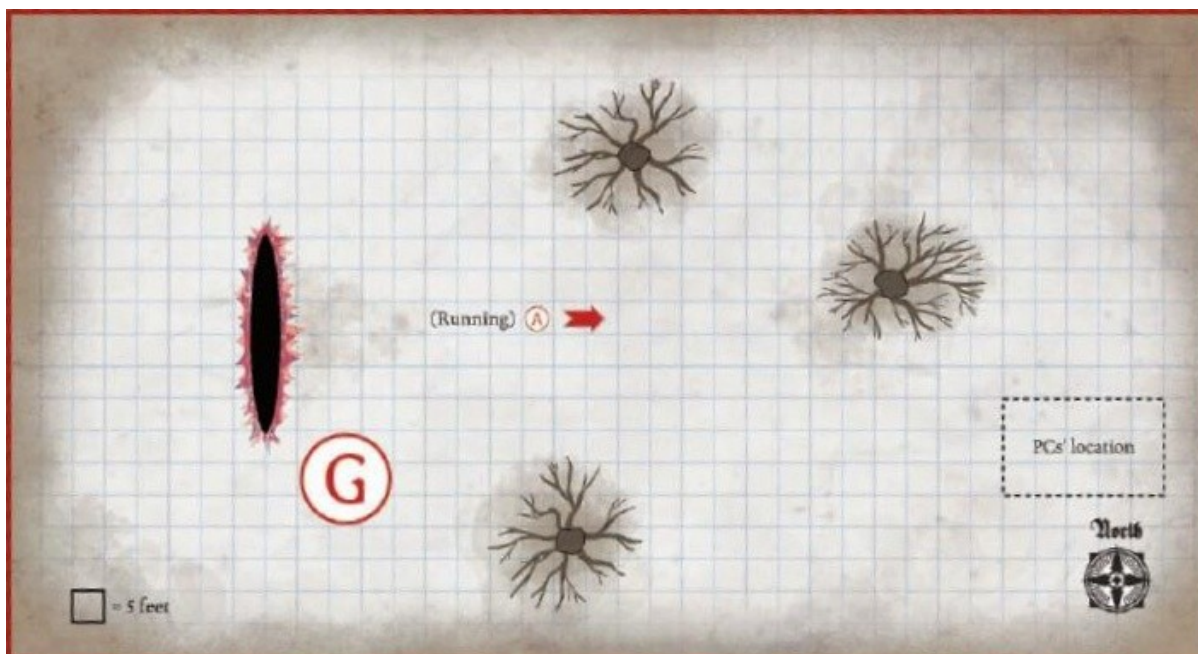 (Running) A
G
PCs' location
North
= 5 feet